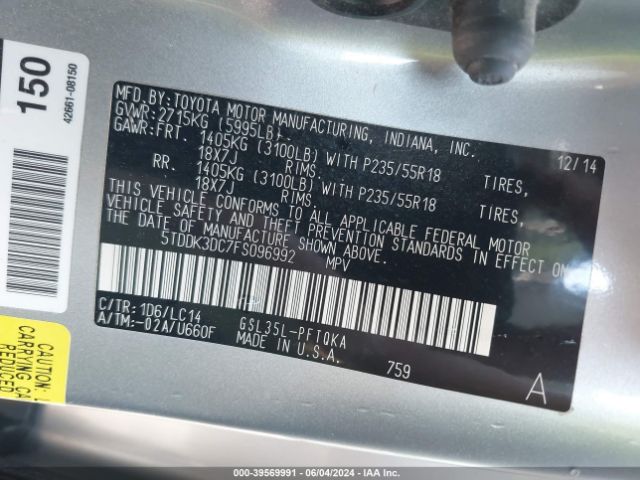 150
42661-08150
MFD.BY:TOYOTA MOTOR MANUFACTURING, INDIANA, INC.
GVWR:2715KG (5995LB) 12/14
GAWR:FRT. 1405KG (3100LB) WITH P235/55R18 TIRES,
18X7J RIMS.
RR. 1405KG (3100LB) WITH P235/55R18 TIRES,
18X7J RIMS.
THIS VEHICLE CONFORMS TO ALL APPLICABLE FEDERAL MOTOR
VEHICLE SAFETY AND THEFT PREVENTION STANDARDS IN EFFECT ON
THE DATE OF MANUFACTURE SHOWN ABOVE.
5TDDK3DC7FS096992 MPV
C/TR:1D6/LC14 GSL35L-PFTQKA
A/TM:-02A/U660F MADE IN U.S.A.
759
A
CAUTION
CARRYING CA
000-39569991 - 06/04/2024 - IAA Inc.